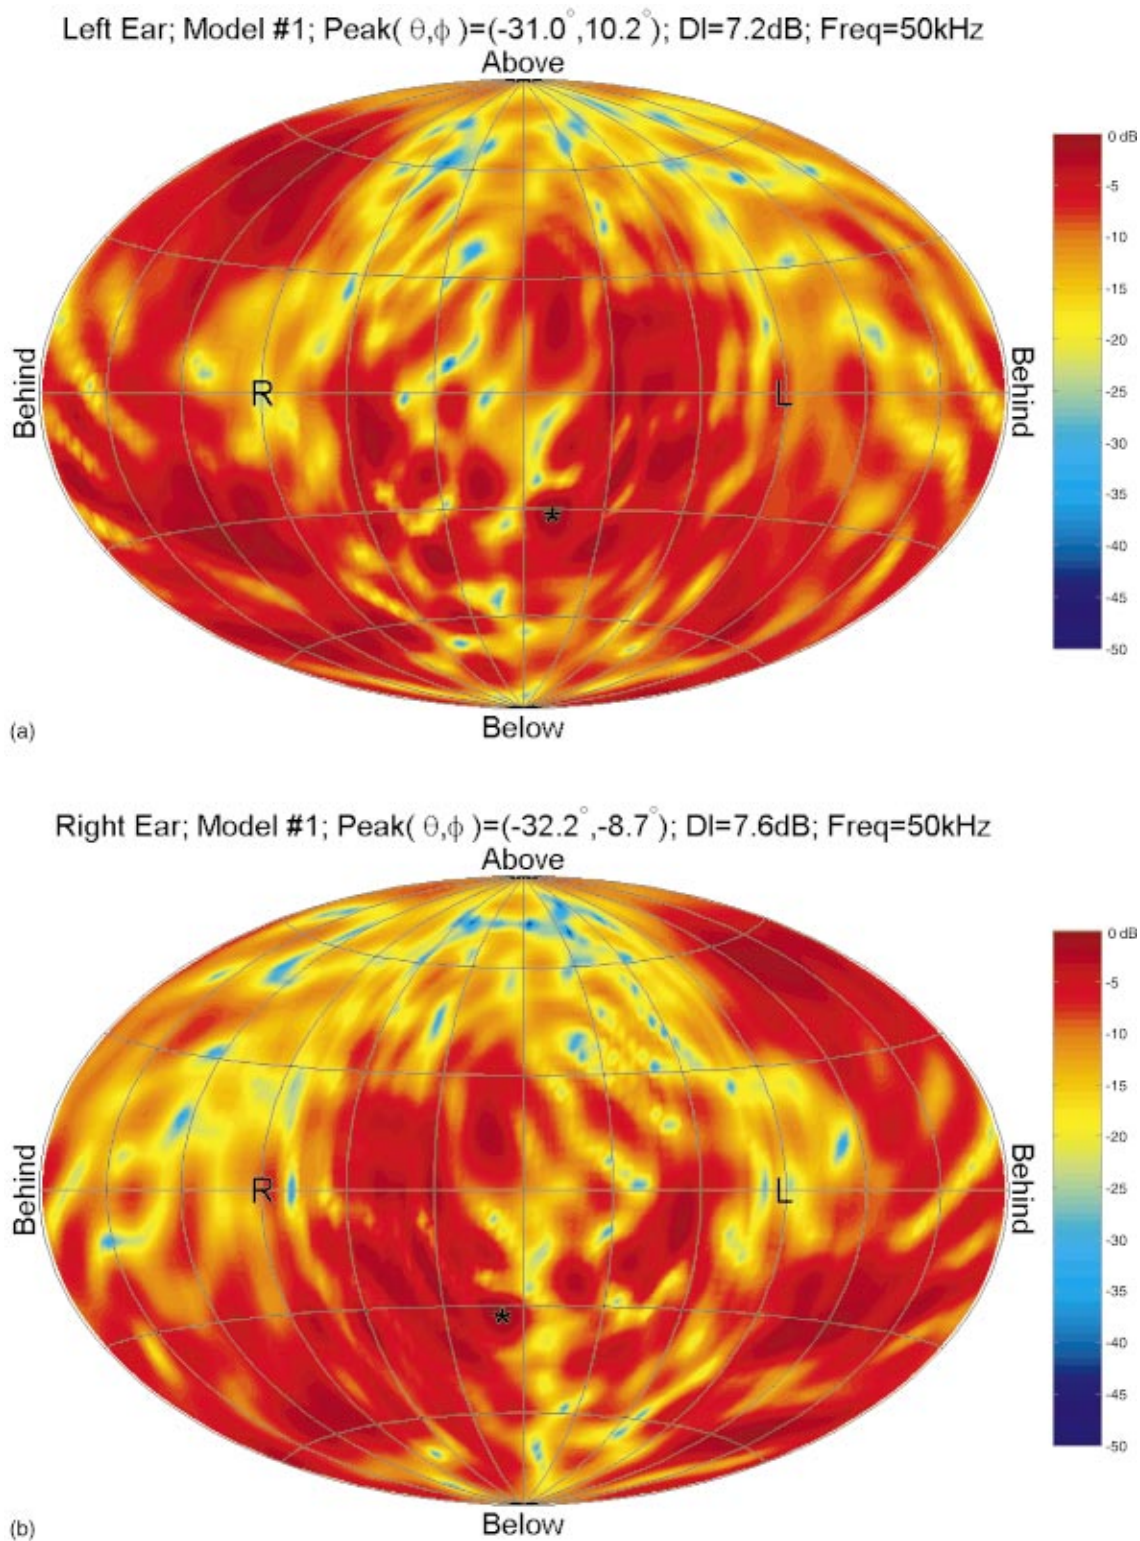 Left Ear; Model #1; Peak( θ,ϕ )=(-31.0°,10.2°); DI=7.2dB; Freq=50kHz
Above
0 dB
-5
-10
-15
-20
-25
-30
-35
-40
-45
-50
Behind
R
L
Behind
Below
(a)
Right Ear; Model #1; Peak( θ,ϕ )=(-32.2°,-8.7°); DI=7.6dB; Freq=50kHz
Above
0 dB
-5
-10
-15
-20
-25
-30
-35
-40
-45
-50
Behind
R
*
L
Behind
Below
(b)